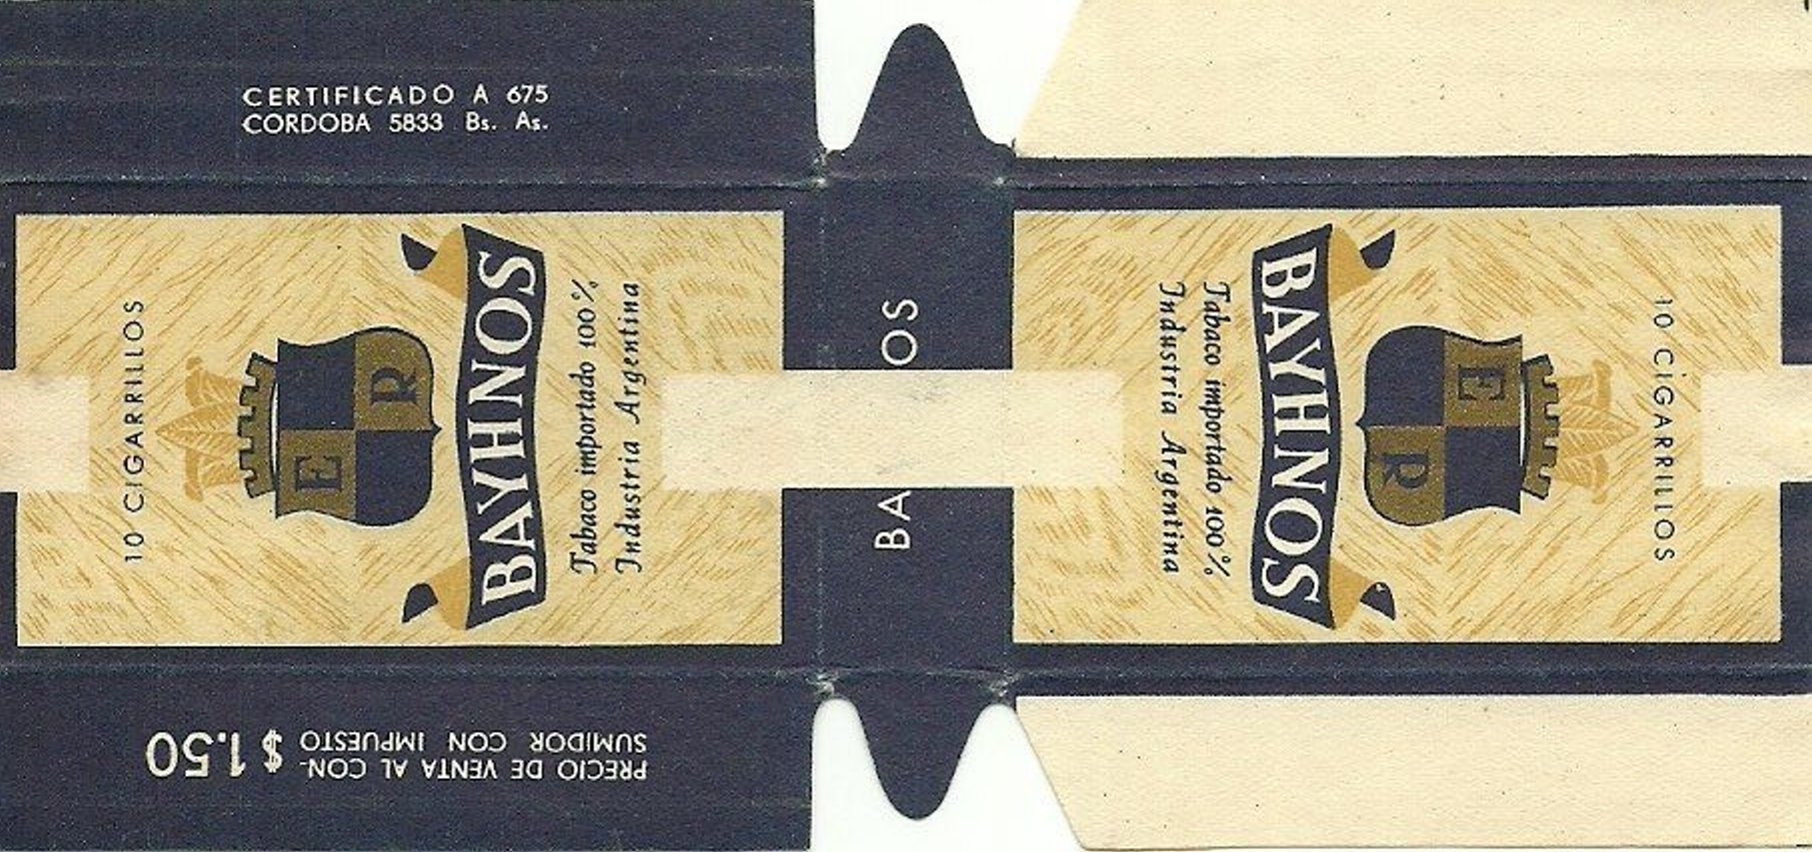 CERTIFICADO A 675
CORDOBA 5833 Bs. As.
10 CIGARRILLOS
E
R
BAYHNOS
Tabaco importado 100%
Industria Argentina
BA OS
BAYHNOS
Tabaco importado 100%
Industria Argentina
E
R
10 CIGARRILLOS
PRECIO DE VENTA AL CON-
SUMIDOR CON IMPUESTO $ 1.50